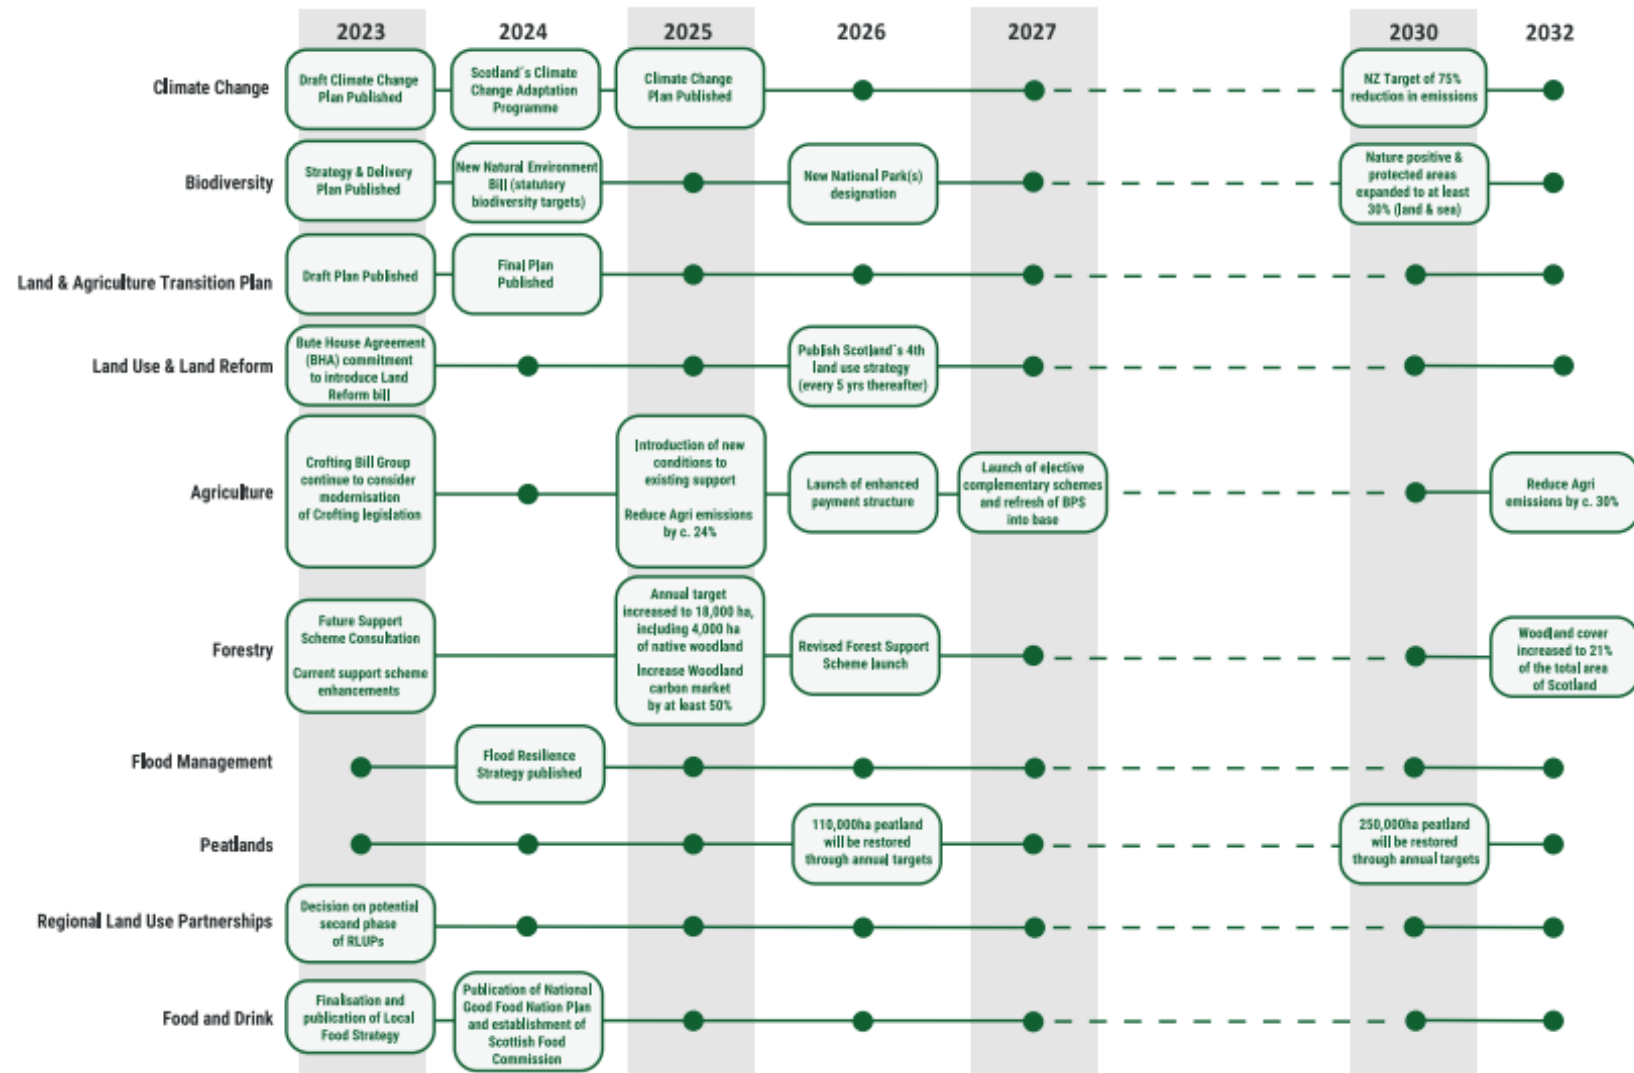 2023
2024
2025
2026
2027
2030
2032
Climate Change
Draft Climate Change
Plan Published
Scotland´s Climate
Change Adaptation
Programme
Climate Change
Plan Published
NZ Target of 75%
reduction in emissions
Biodiversity
Strategy & Delivery
Plan Published
New Natural Environment
Bill (statutory
biodiversity targets)
New National Park(s)
designation
Nature positive &
protected areas
expanded to at least
30% (land & sea)
Land & Agriculture Transition Plan
Draft Plan Published
Final Plan
Published
Land Use & Land Reform
Bute House Agreement
(BHA) commitment
to introduce Land
Reform bill
Publish Scotland´s 4th
land use strategy
(every 5 yrs thereafter)
Agriculture
Crofting Bill Group
continue to consider
modernisation
of Crofting legislation
Introduction of new
conditions to
existing support
Reduce Agri emissions
by c. 24%
Launch of enhanced
payment structure
Launch of elective
complementary schemes
and refresh of BPS
into base
Reduce Agri
emissions by c. 30%
Forestry
Future Support
Scheme Consultation
Current support scheme
enhancements
Annual target
increased to 18,000 ha,
including 4,000 ha
of native woodland
Increase Woodland
carbon market
by at least 50%
Revised Forest Support
Scheme launch
Woodland cover
increased to 21%
of the total area
of Scotland
Flood Management
Flood Resilience
Strategy published
Peatlands
110,000ha peatland
will be restored
through annual targets
250,000ha peatland
will be restored
through annual targets
Regional Land Use Partnerships
Decision on potential
second phase
of RLUPs
Food and Drink
Finalisation and
publication of Local
Food Strategy
Publication of National
Good Food Nation Plan
and establishment of
Scottish Food
Commission